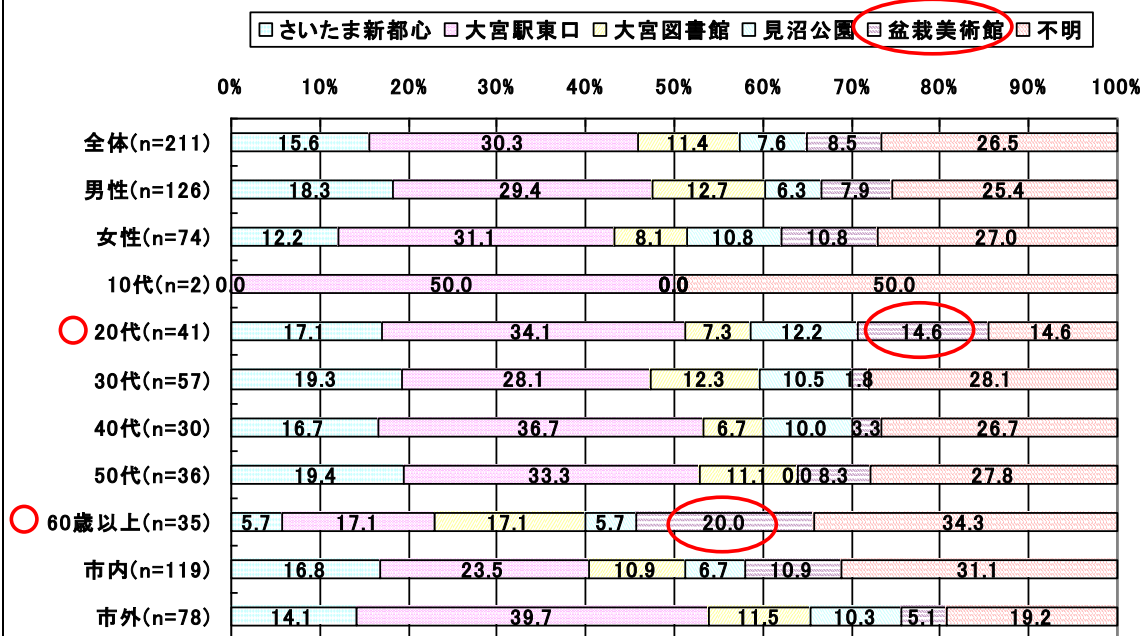 さいたま新都心 大宮駅東口 大宮図書館 見沼公園 盆栽美術館 不明
0% 10% 20% 30% 40% 50% 60% 70% 80% 90% 100%
全体(n=211) 15.6 30.3 11.4 7.6 8.5 26.5
男性(n=126) 18.3 29.4 12.7 6.3 7.9 25.4
女性(n=74) 12.2 31.1 8.1 10.8 10.8 27.0
10代(n=2) 0.0 50.0 0.0 50.0
20代(n=41) 17.1 34.1 7.3 12.2 14.6 14.6
30代(n=57) 19.3 28.1 12.3 10.5 1.8 28.1
40代(n=30) 16.7 36.7 6.7 10.0 3.3 26.7
50代(n=36) 19.4 33.3 11.1 0.0 8.3 27.8
60歳以上(n=35) 5.7 17.1 17.1 5.7 20.0 34.3
市内(n=119) 16.8 23.5 10.9 6.7 10.9 31.1
市外(n=78) 14.1 39.7 11.5 10.3 5.1 19.2